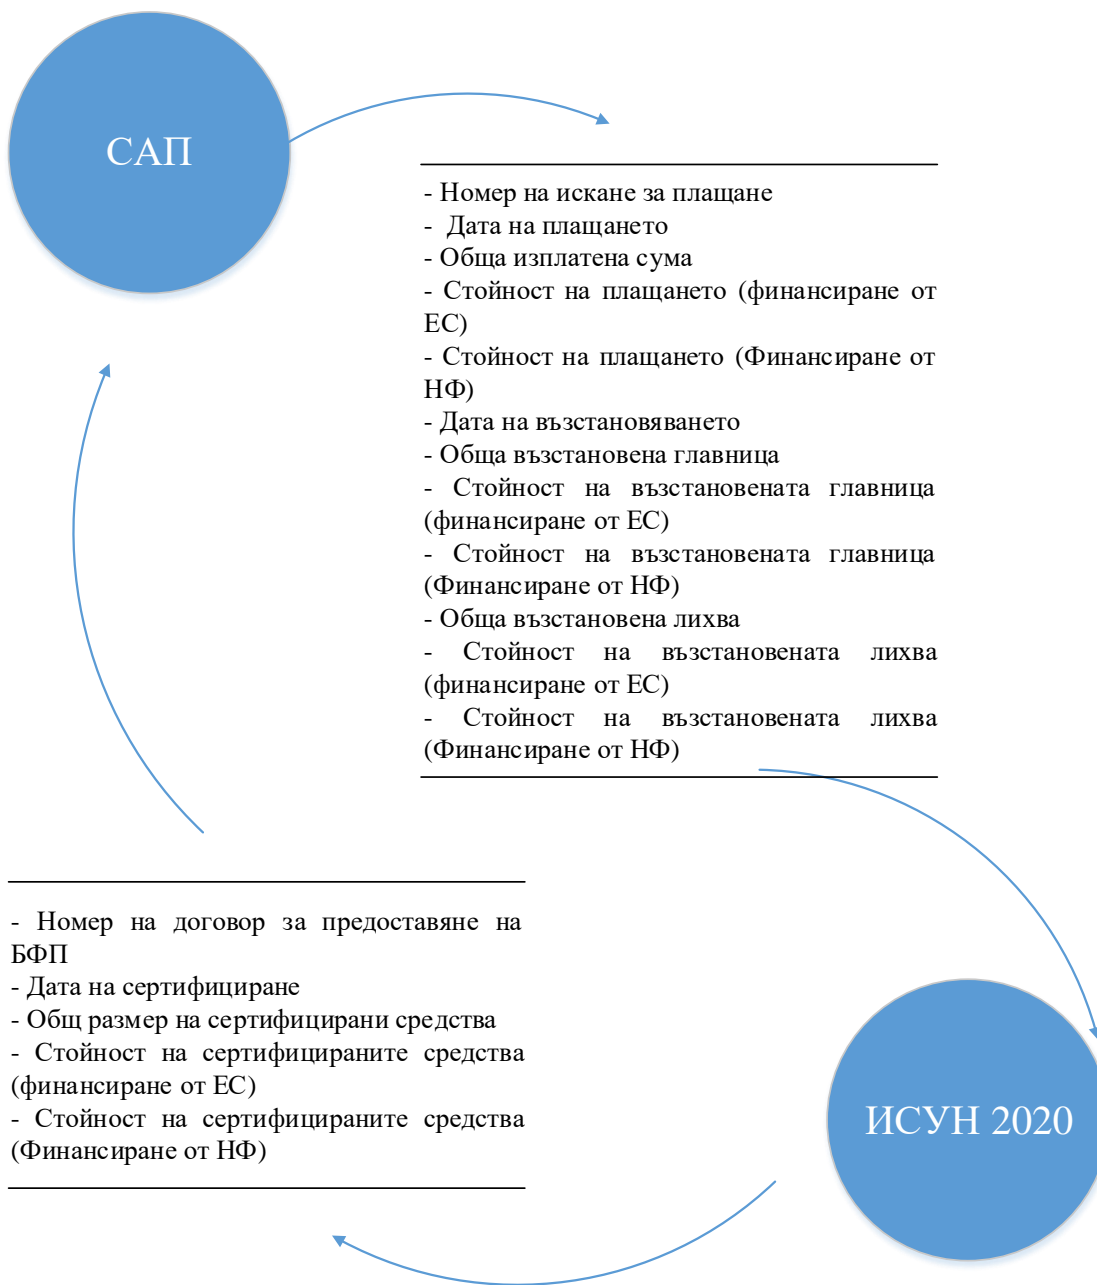 САП
- Номер на искане за плащане
- Дата на плащането
- Обща изплатена сума
- Стойност на плащането (финансиране от
ЕС)
- Стойност на плащането (Финансиране от
НФ)
- Дата на възстановяването
- Обща възстановена главница
- Стойност на възстановената главница
(финансиране от ЕС)
- Стойност на възстановената главница
(Финансиране от НФ)
- Обща възстановена лихва
- Стойност на възстановената лихва
(финансиране от ЕС)
- Стойност на възстановената лихва
(Финансиране от НФ)
- Номер на договор за предоставяне на
БФП
- Дата на сертифициране
- Общ размер на сертифицирани средства
- Стойност на сертифицираните средства
(финансиране от ЕС)
- Стойност на сертифицираните средства
(Финансиране от НФ)
ИСУН 2020